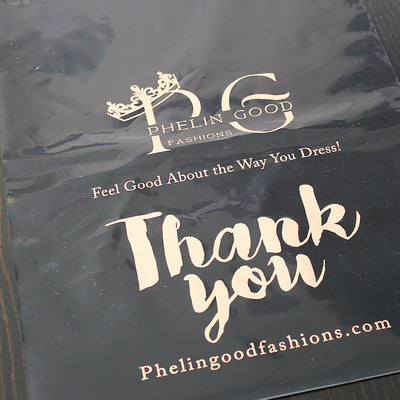 PG
PHELIN GOOD
FASHIONS
Feel Good About the Way You Dress!
Thank
you
Phelingoodfashions.com